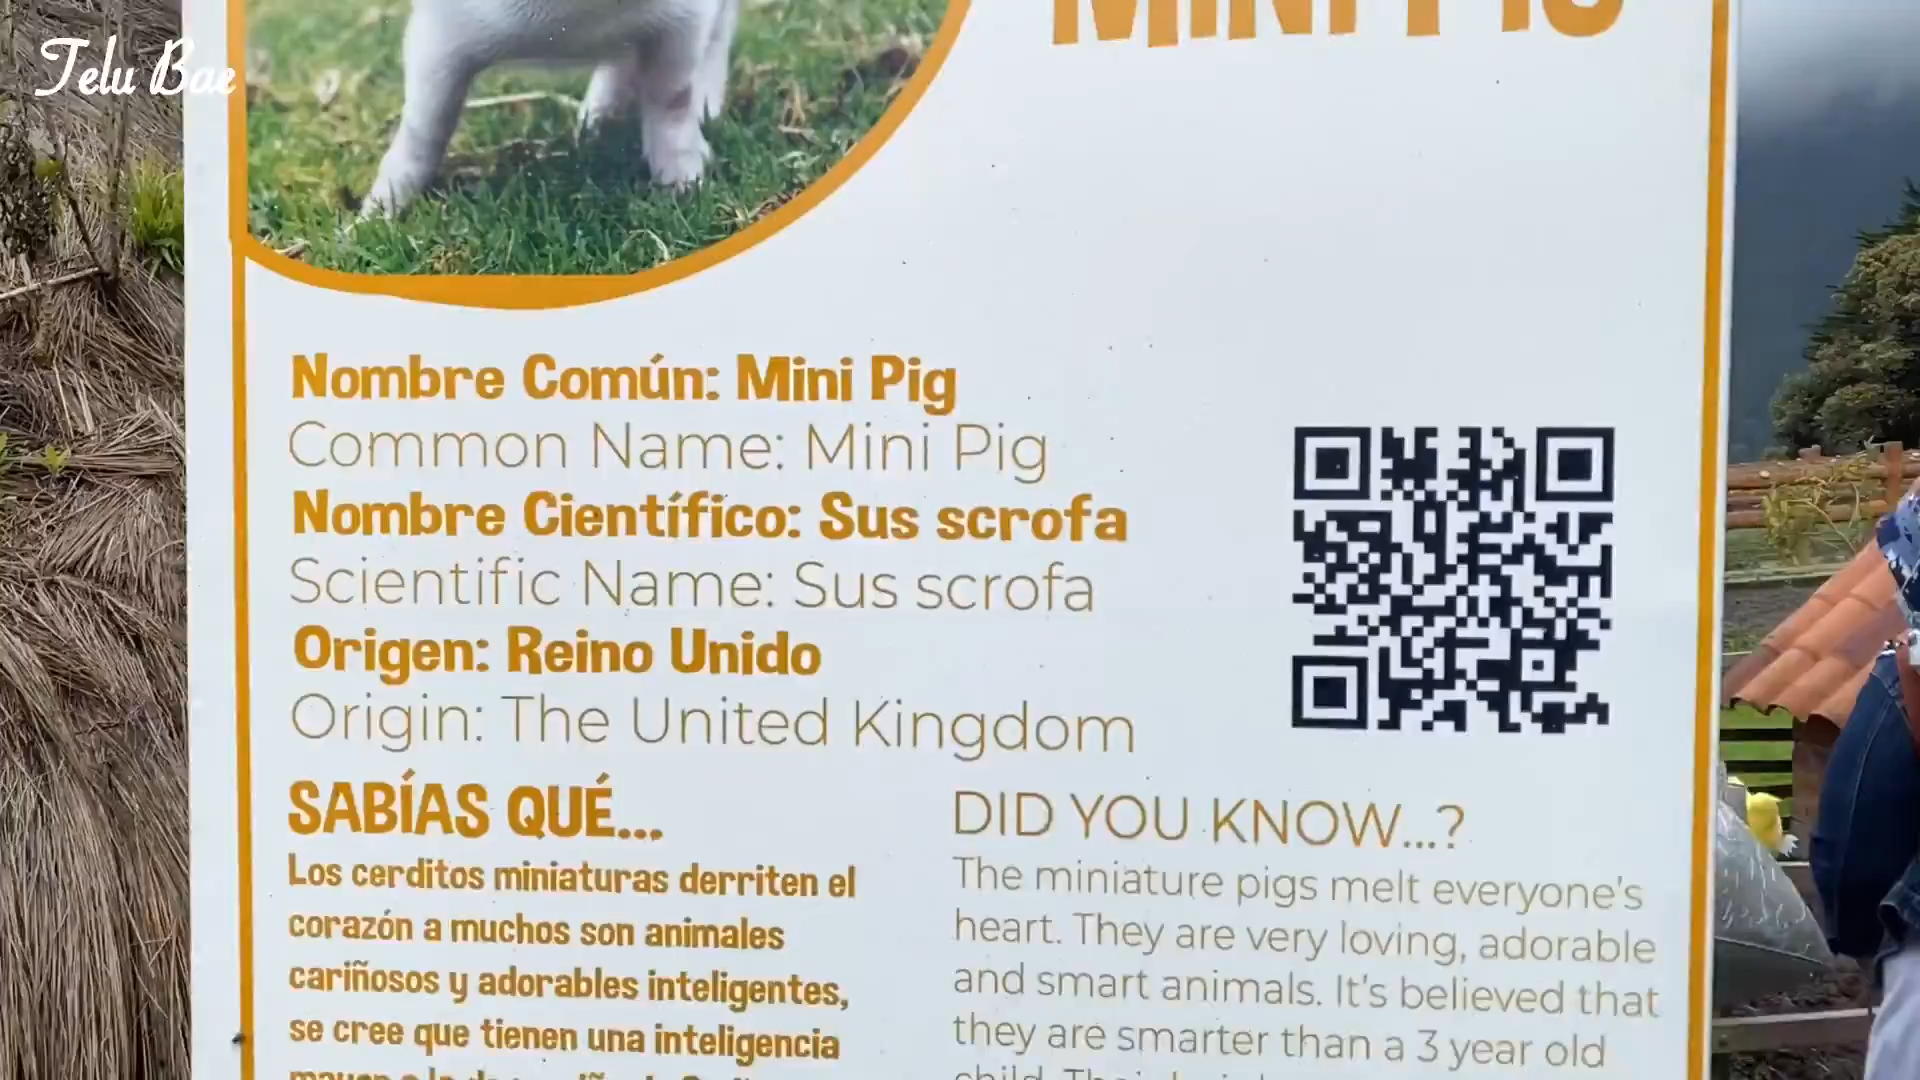 Telu Bae
MINI PIG
Nombre Común: Mini Pig
Common Name: Mini Pig
Nombre Científico: Sus scrofa
Scientific Name: Sus scrofa
Origen: Reino Unido
Origin: The United Kingdom
SABÍAS QUÉ...
Los cerditos miniaturas derriten el
corazón a muchos son animales
cariñosos y adorables inteligentes,
se cree que tienen una inteligencia
DID YOU KNOW...?
The miniature pigs melt everyone's
heart. They are very loving, adorable
and smart animals. It's believed that
they are smarter than a 3 year old
child.